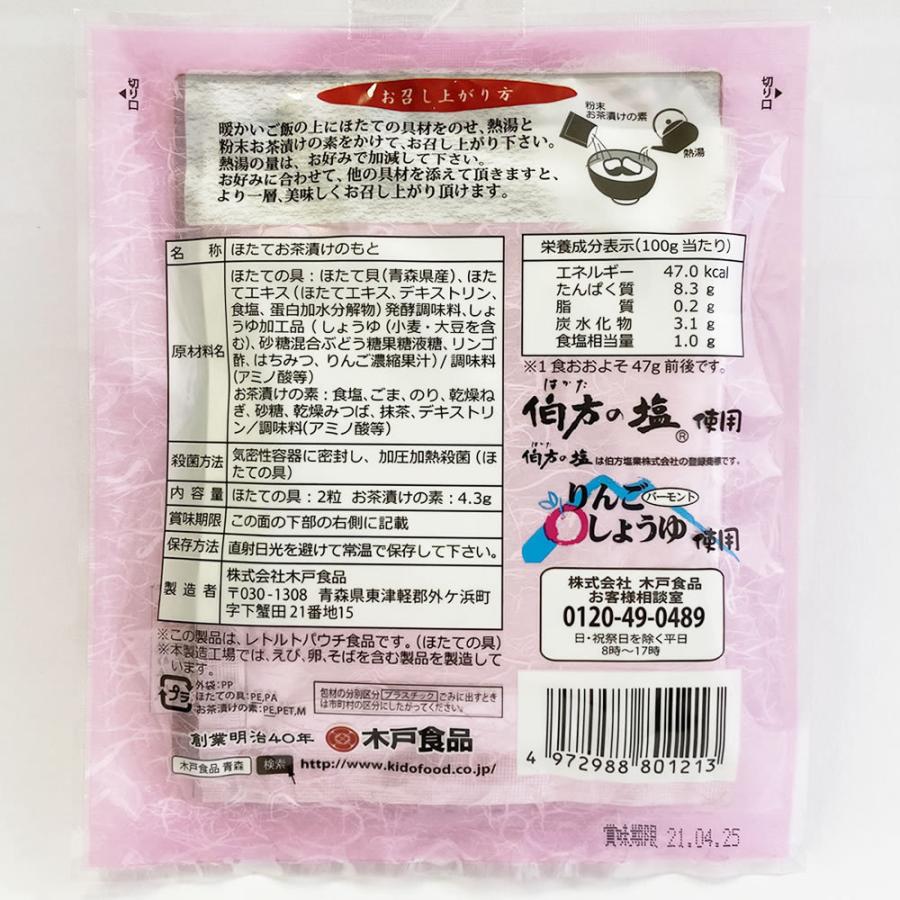 切り口
切り口
お召し上がり方
暖かいご飯の上にほたての具材をのせ、熱湯と
粉末お茶漬けの素をかけて、お召し上がり下さい。
熱湯の量は、お好みで加減して下さい。
お好みに合わせて、他の具材を添えて頂きますと、
より一層、美味しくお召し上がり頂けます。
粉末
お茶漬けの素
熱湯
名称 ほたてお茶漬けのもと
原材料名
ほたての具：ほたて貝(青森県産)、ほた
てエキス(ほたてエキス、デキストリン、
食塩、蛋白加水分解物)発酵調味料、しょ
うゆ加工品(しょうゆ(小麦・大豆を含
む)、砂糖混合ぶどう糖果糖液糖、リンゴ
酢、はちみつ、りんご濃縮果汁)/調味料
(アミノ酸等)
お茶漬けの素：食塩、ごま、のり、乾燥ね
ぎ、砂糖、乾燥みつば、抹茶、デキストリ
ン/調味料(アミノ酸等)
殺菌方法 気密性容器に密封し、加圧加熱殺菌(ほ
たての具)
内容量 ほたての具：2粒 お茶漬けの素：4.3g
賞味期限 この面の下部の右側に記載
保存方法 直射日光を避けて常温で保存して下さい。
製造者
株式会社木戸食品
〒030-1308 青森県東津軽郡外ヶ浜町
字下蟹田21番地15
※この製品は、レトルトパウチ食品です。(ほたての具)
※本製造工場では、えび、卵、そばを含む製品を製造して
います。
プラ
外袋：PP
ほたての具：PE,PA
お茶漬けの素：PE,PET,M
包材の分別区分 プラスチック ごみに出すとき
は市町村の区分にしたがってください。
創業明治40年 木戸食品
木戸食品 青森 検索 http://www.kidofood.co.jp/
栄養成分表示(100g当たり)
エネルギー 47.0 kcal
たんぱく質 8.3 g
脂質 0.2 g
炭水化物 3.1 g
食塩相当量 1.0 g
※1食おおよそ47g前後です。
はかた
伯方の塩® 使用
はかた
伯方の塩は伯方塩業株式会社の登録商標です。
りんご バーモント
しょうゆ 使用
株式会社 木戸食品
お客様相談室
0120-49-0489
日・祝祭日を除く平日
8時～17時
4 972988 801213
賞味期限 21.04.25